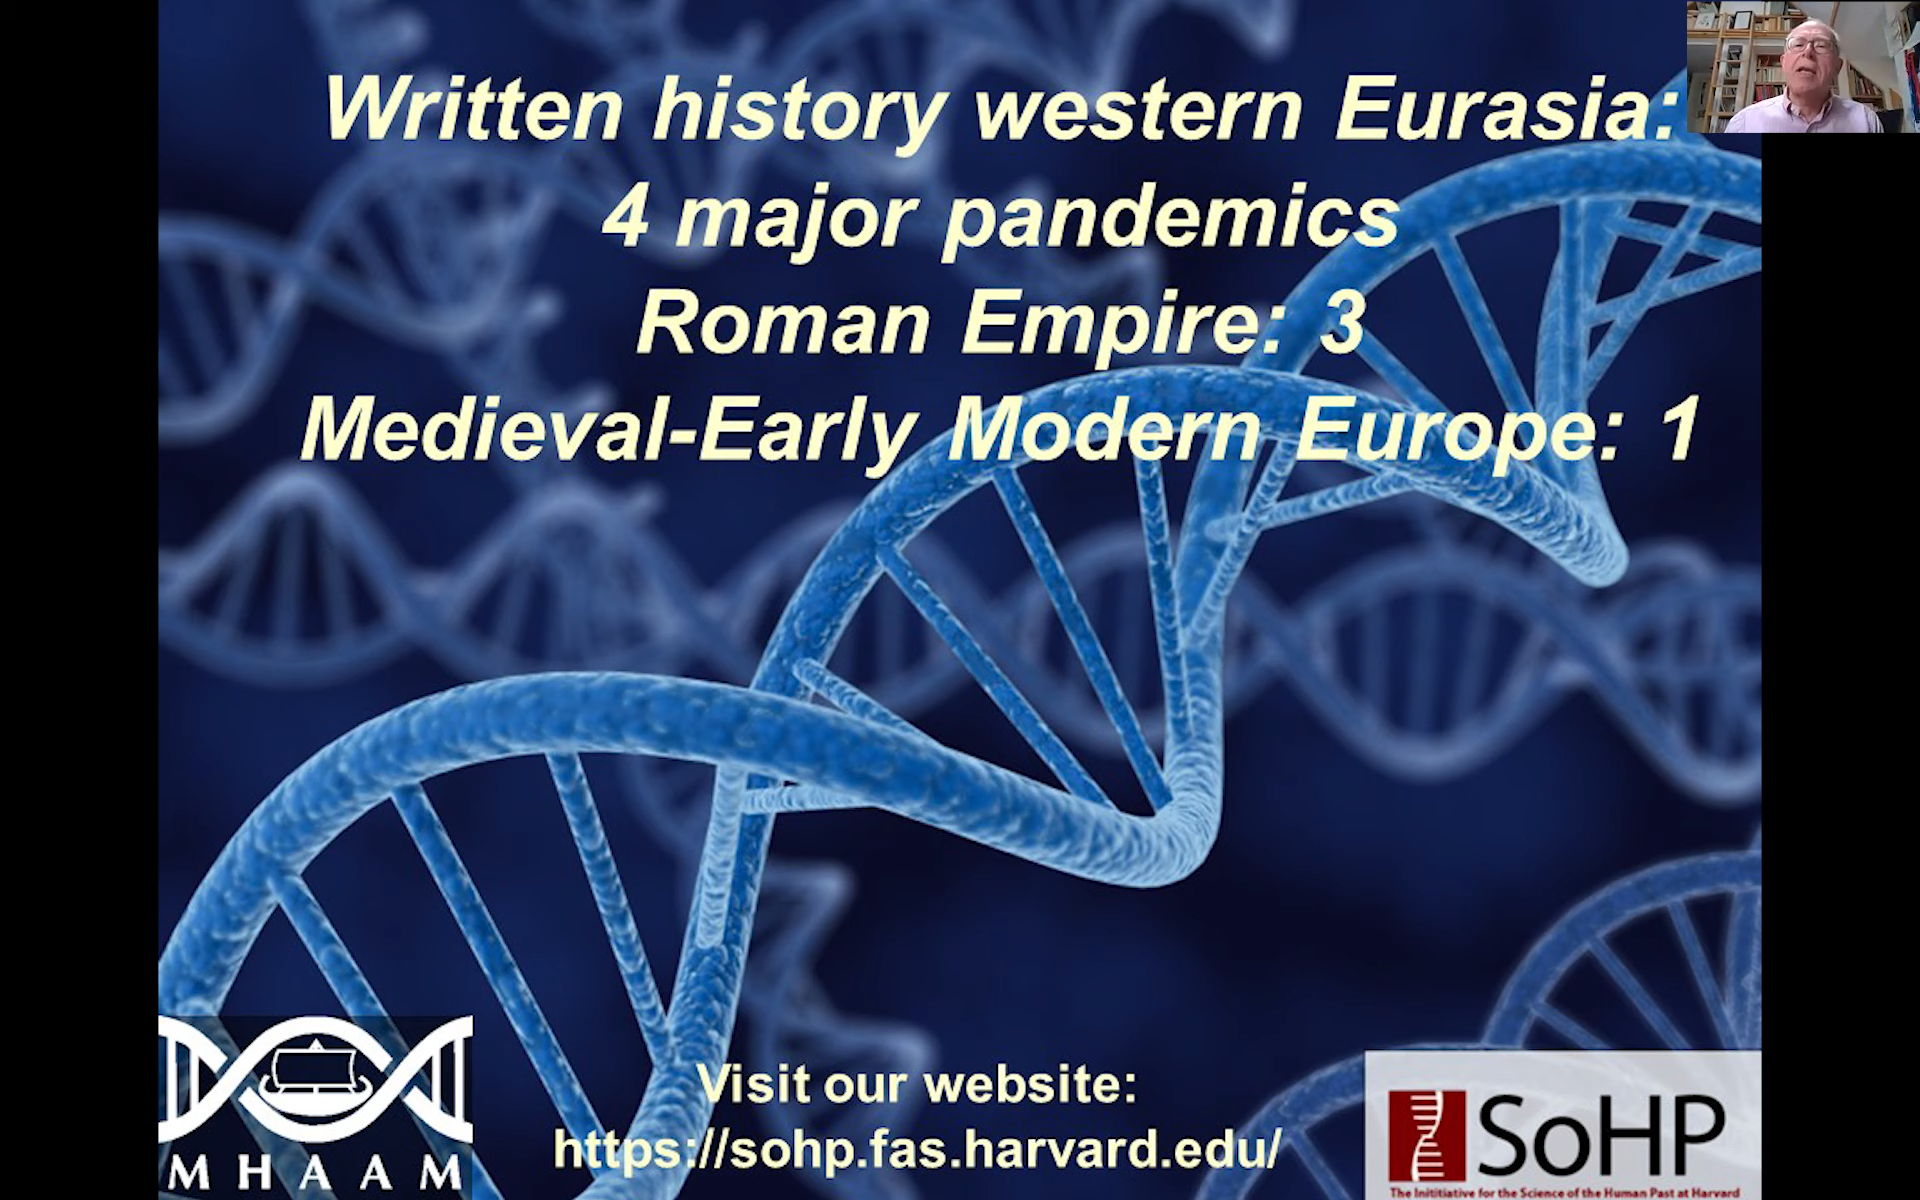 Written history western Eurasia:
4 major pandemics
Roman Empire: 3
Medieval-Early Modern Europe: 1
Visit our website:
https://sohp.fas.harvard.edu/
MHAAM
SoHP
The Inititiative for the Science of the Human Past at Harvard